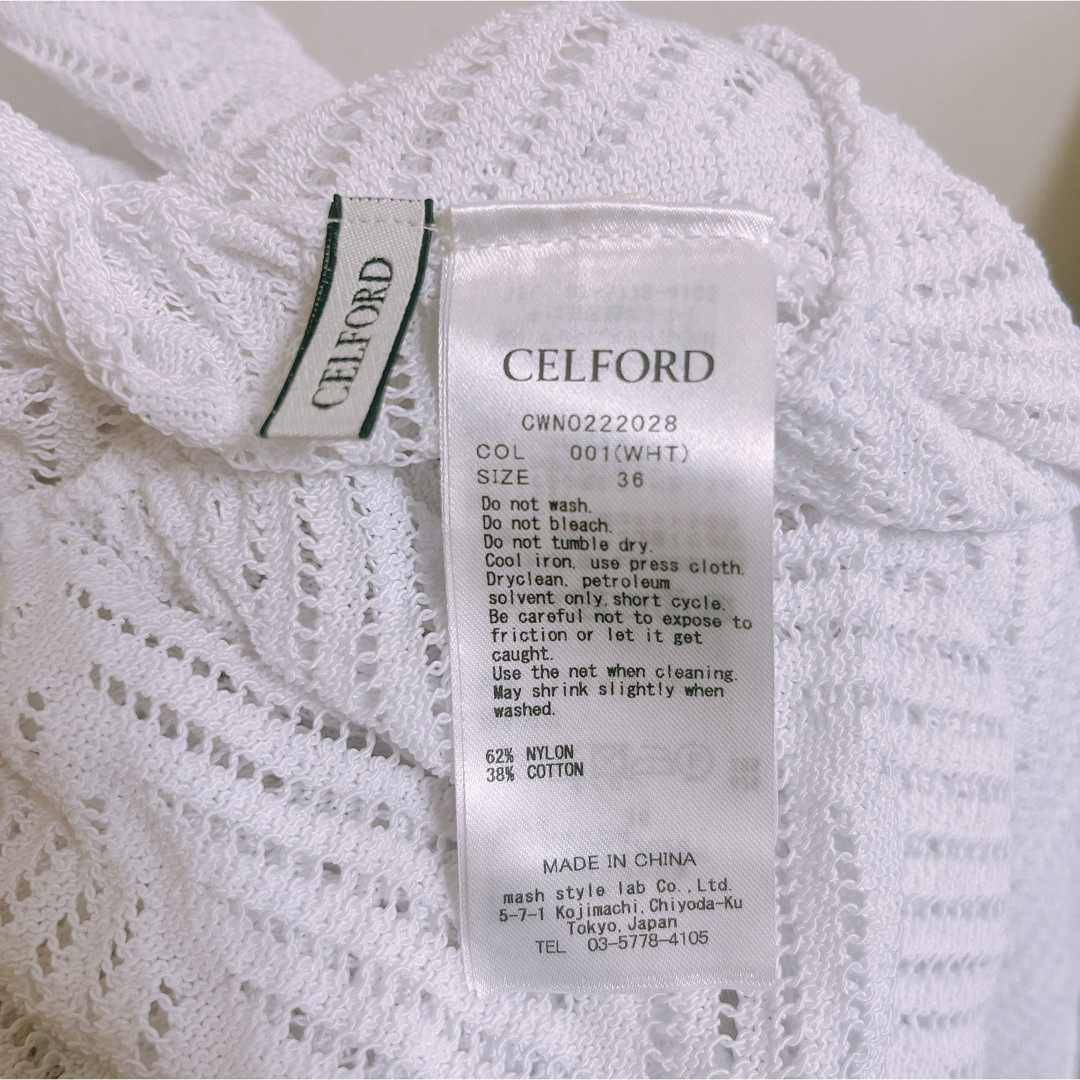 CELFORD
CELFORD
CWNO222028
COL 001(WHT)
SIZE 36
Do not wash.
Do not bleach.
Do not tumble dry.
Cool iron, use press cloth.
Dryclean, petroleum
solvent only,short cycle.
Be careful not to expose to
friction or let it get
caught.
Use the net when cleaning.
May shrink slightly when
washed.
62% NYLON
38% COTTON
MADE IN CHINA
mash style lab Co.,Ltd.
5-7-1 Kojimachi,Chiyoda-Ku
Tokyo,Japan
TEL 03-5778-4105